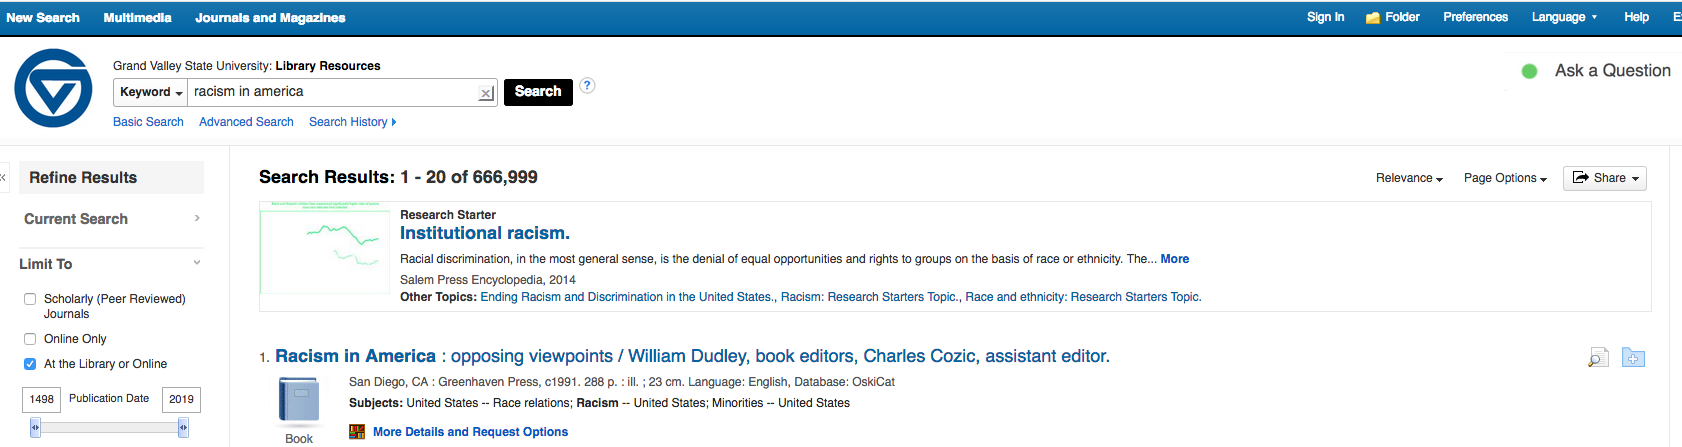 New Search Multimedia Journals and Magazines Sign In Folder Preferences Language Help
Grand Valley State University: Library Resources
Keyword racism in america Search ?
Basic Search Advanced Search Search History
Ask a Question
Refine Results
Current Search
Limit To
Scholarly (Peer Reviewed)
Journals
Online Only
At the Library or Online
1498 Publication Date 2019
Search Results: 1 - 20 of 666,999
Relevance Page Options Share
Research Starter
Institutional racism.
Racial discrimination, in the most general sense, is the denial of equal opportunities and rights to groups on the basis of race or ethnicity. The... More
Salem Press Encyclopedia, 2014
Other Topics: Ending Racism and Discrimination in the United States., Racism: Research Starters Topic., Race and ethnicity: Research Starters Topic.
1. Racism in America : opposing viewpoints / William Dudley, book editors, Charles Cozic, assistant editor.
San Diego, CA : Greenhaven Press, c1991. 288 p. : ill. ; 23 cm. Language: English, Database: OskiCat
Subjects: United States -- Race relations; Racism -- United States; Minorities -- United States
Book
More Details and Request Options